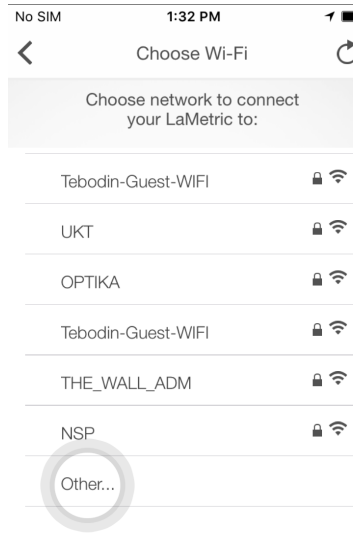 No SIM 1:32 PM
Choose Wi-Fi
Choose network to connect
your LaMetric to:
Tebodin-Guest-WIFI
UKT
OPTIKA
Tebodin-Guest-WIFI
THE_WALL_ADM
NSP
Other...